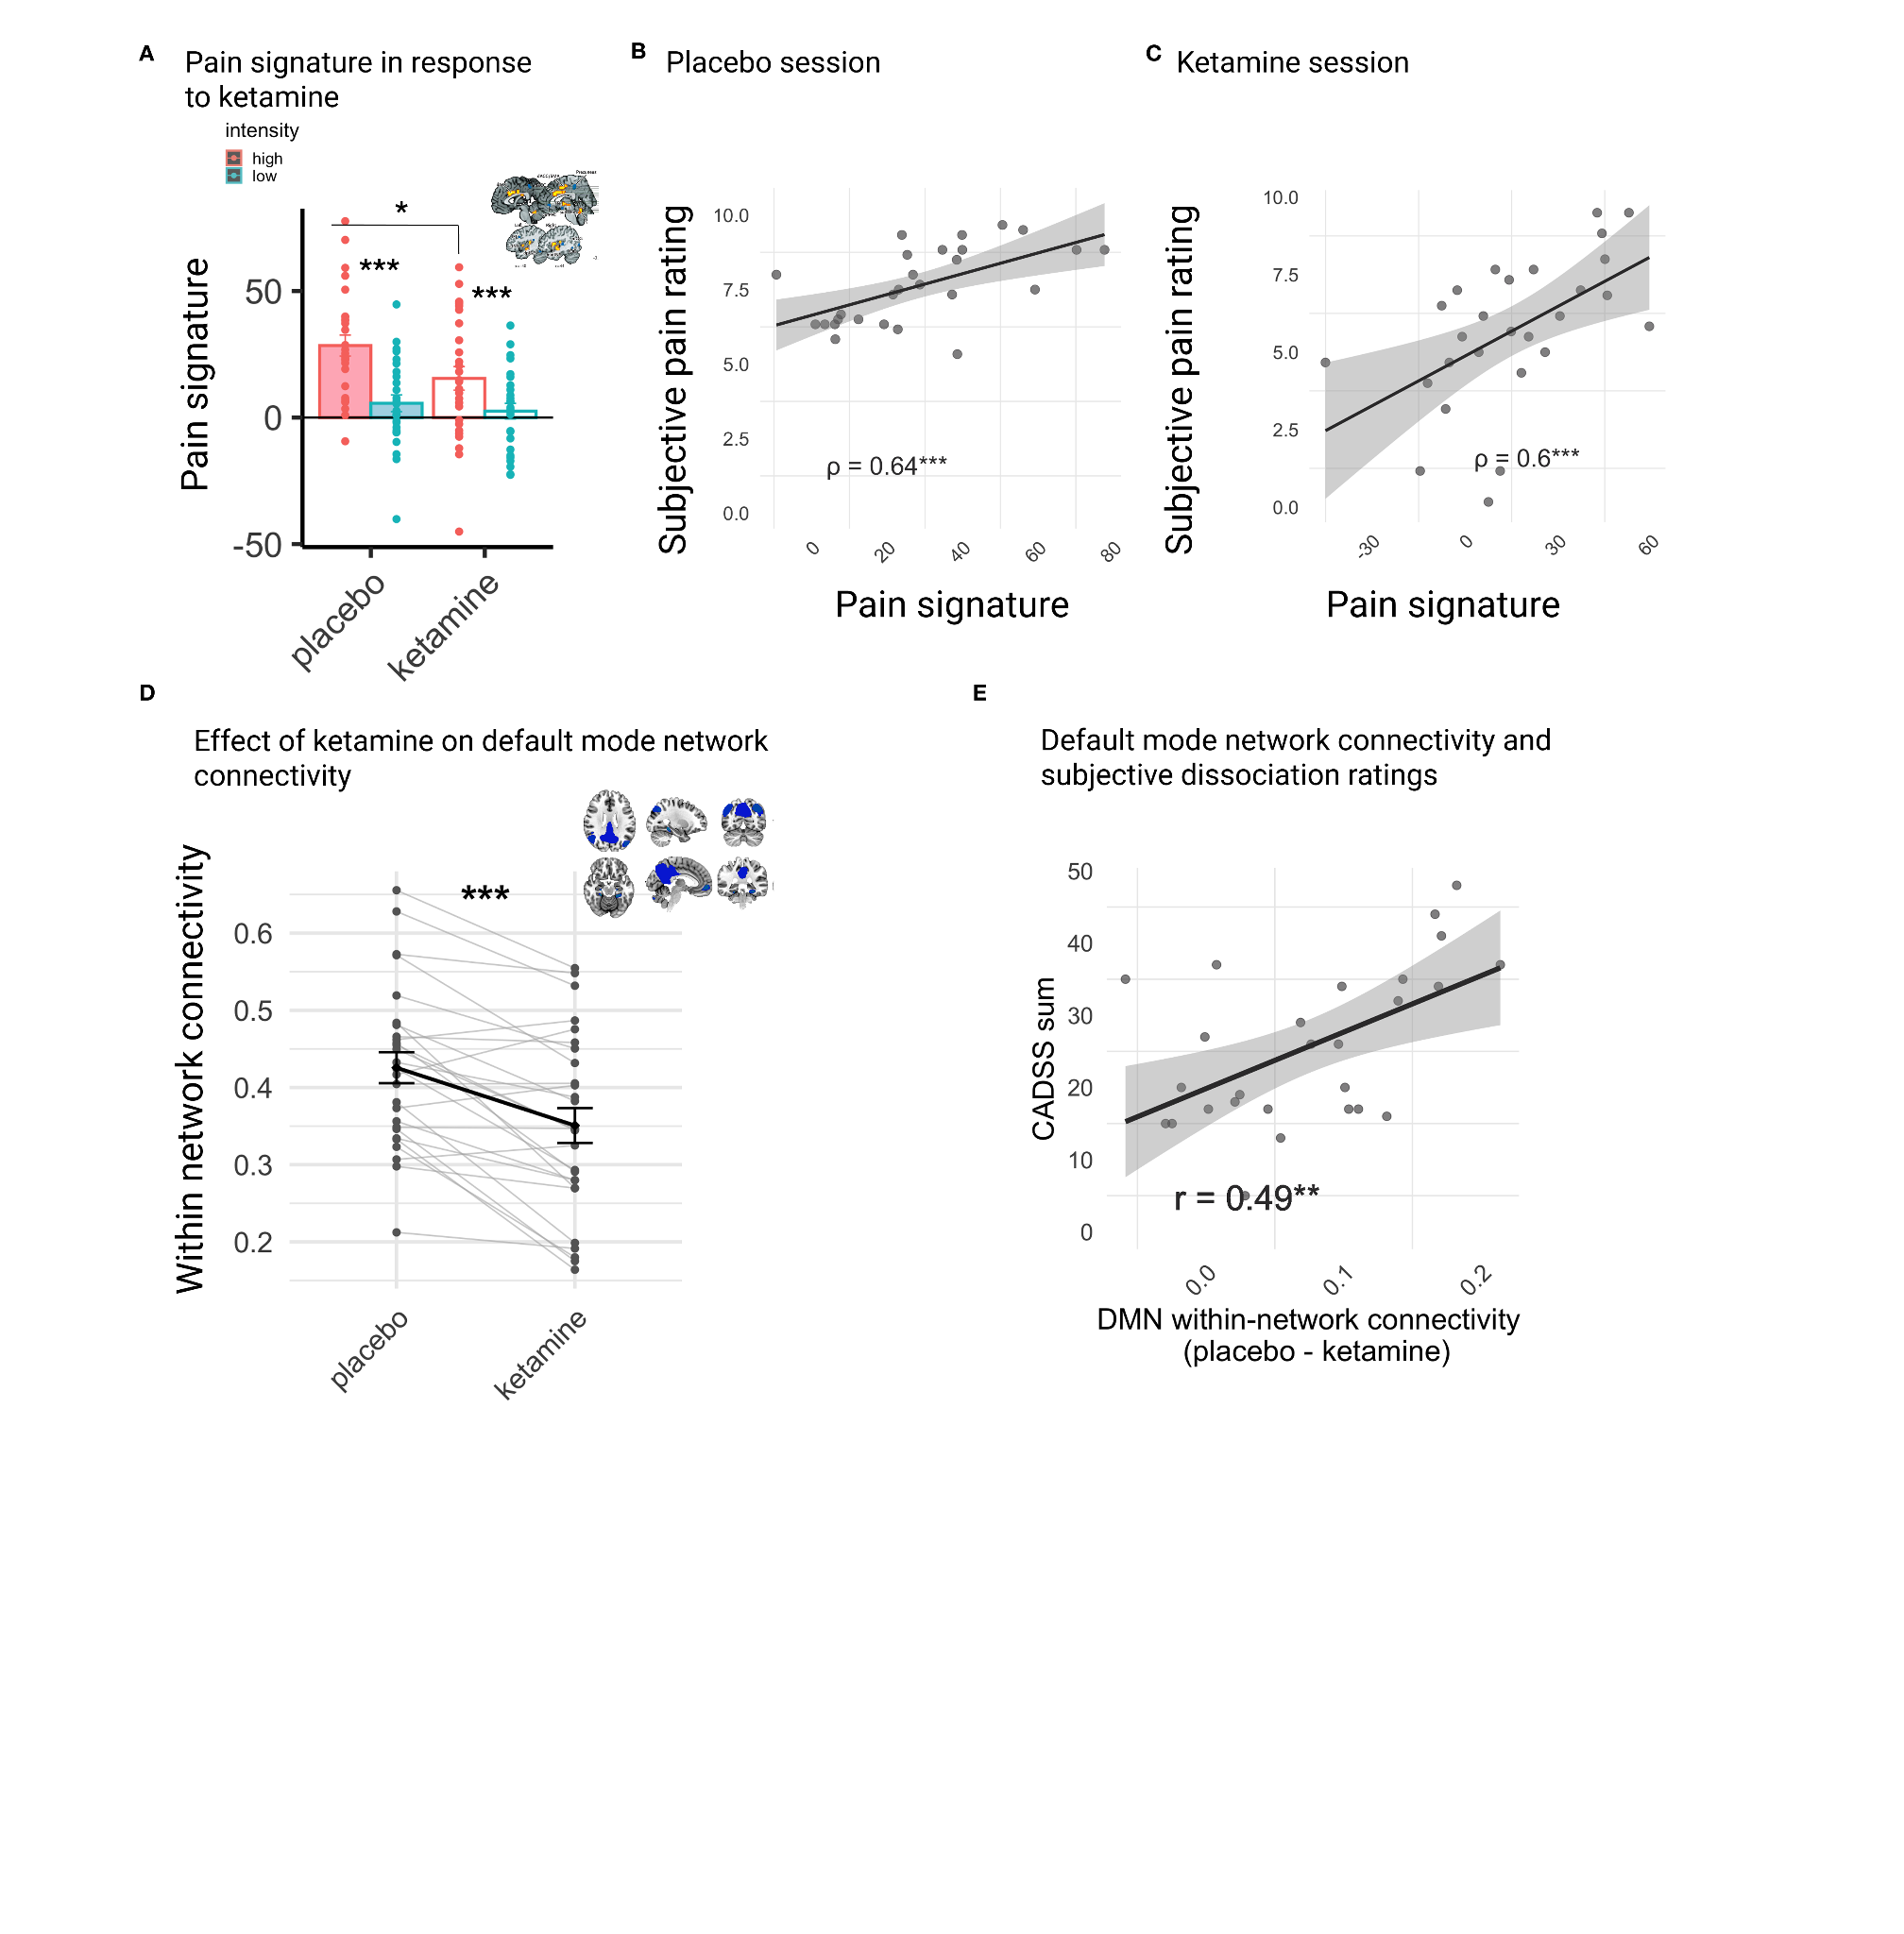 A
Pain signature in response
to ketamine
intensity
high
low
*
***
***
Pain signature
50
0
-50
placebo
ketamine
B
Placebo session
Subjective pain rating
10.0
7.5
5.0
2.5
0.0
ρ = 0.64***
0
20
40
60
80
Pain signature
C
Ketamine session
Subjective pain rating
10.0
7.5
5.0
2.5
0.0
ρ = 0.6***
-30
0
30
60
Pain signature
D
Effect of ketamine on default mode network
connectivity
***
Within network connectivity
0.6
0.5
0.4
0.3
0.2
placebo
ketamine
E
Default mode network connectivity and
subjective dissociation ratings
CADSS sum
50
40
30
20
10
0
r = 0.49**
0.0
0.1
0.2
DMN within-network connectivity
(placebo - ketamine)